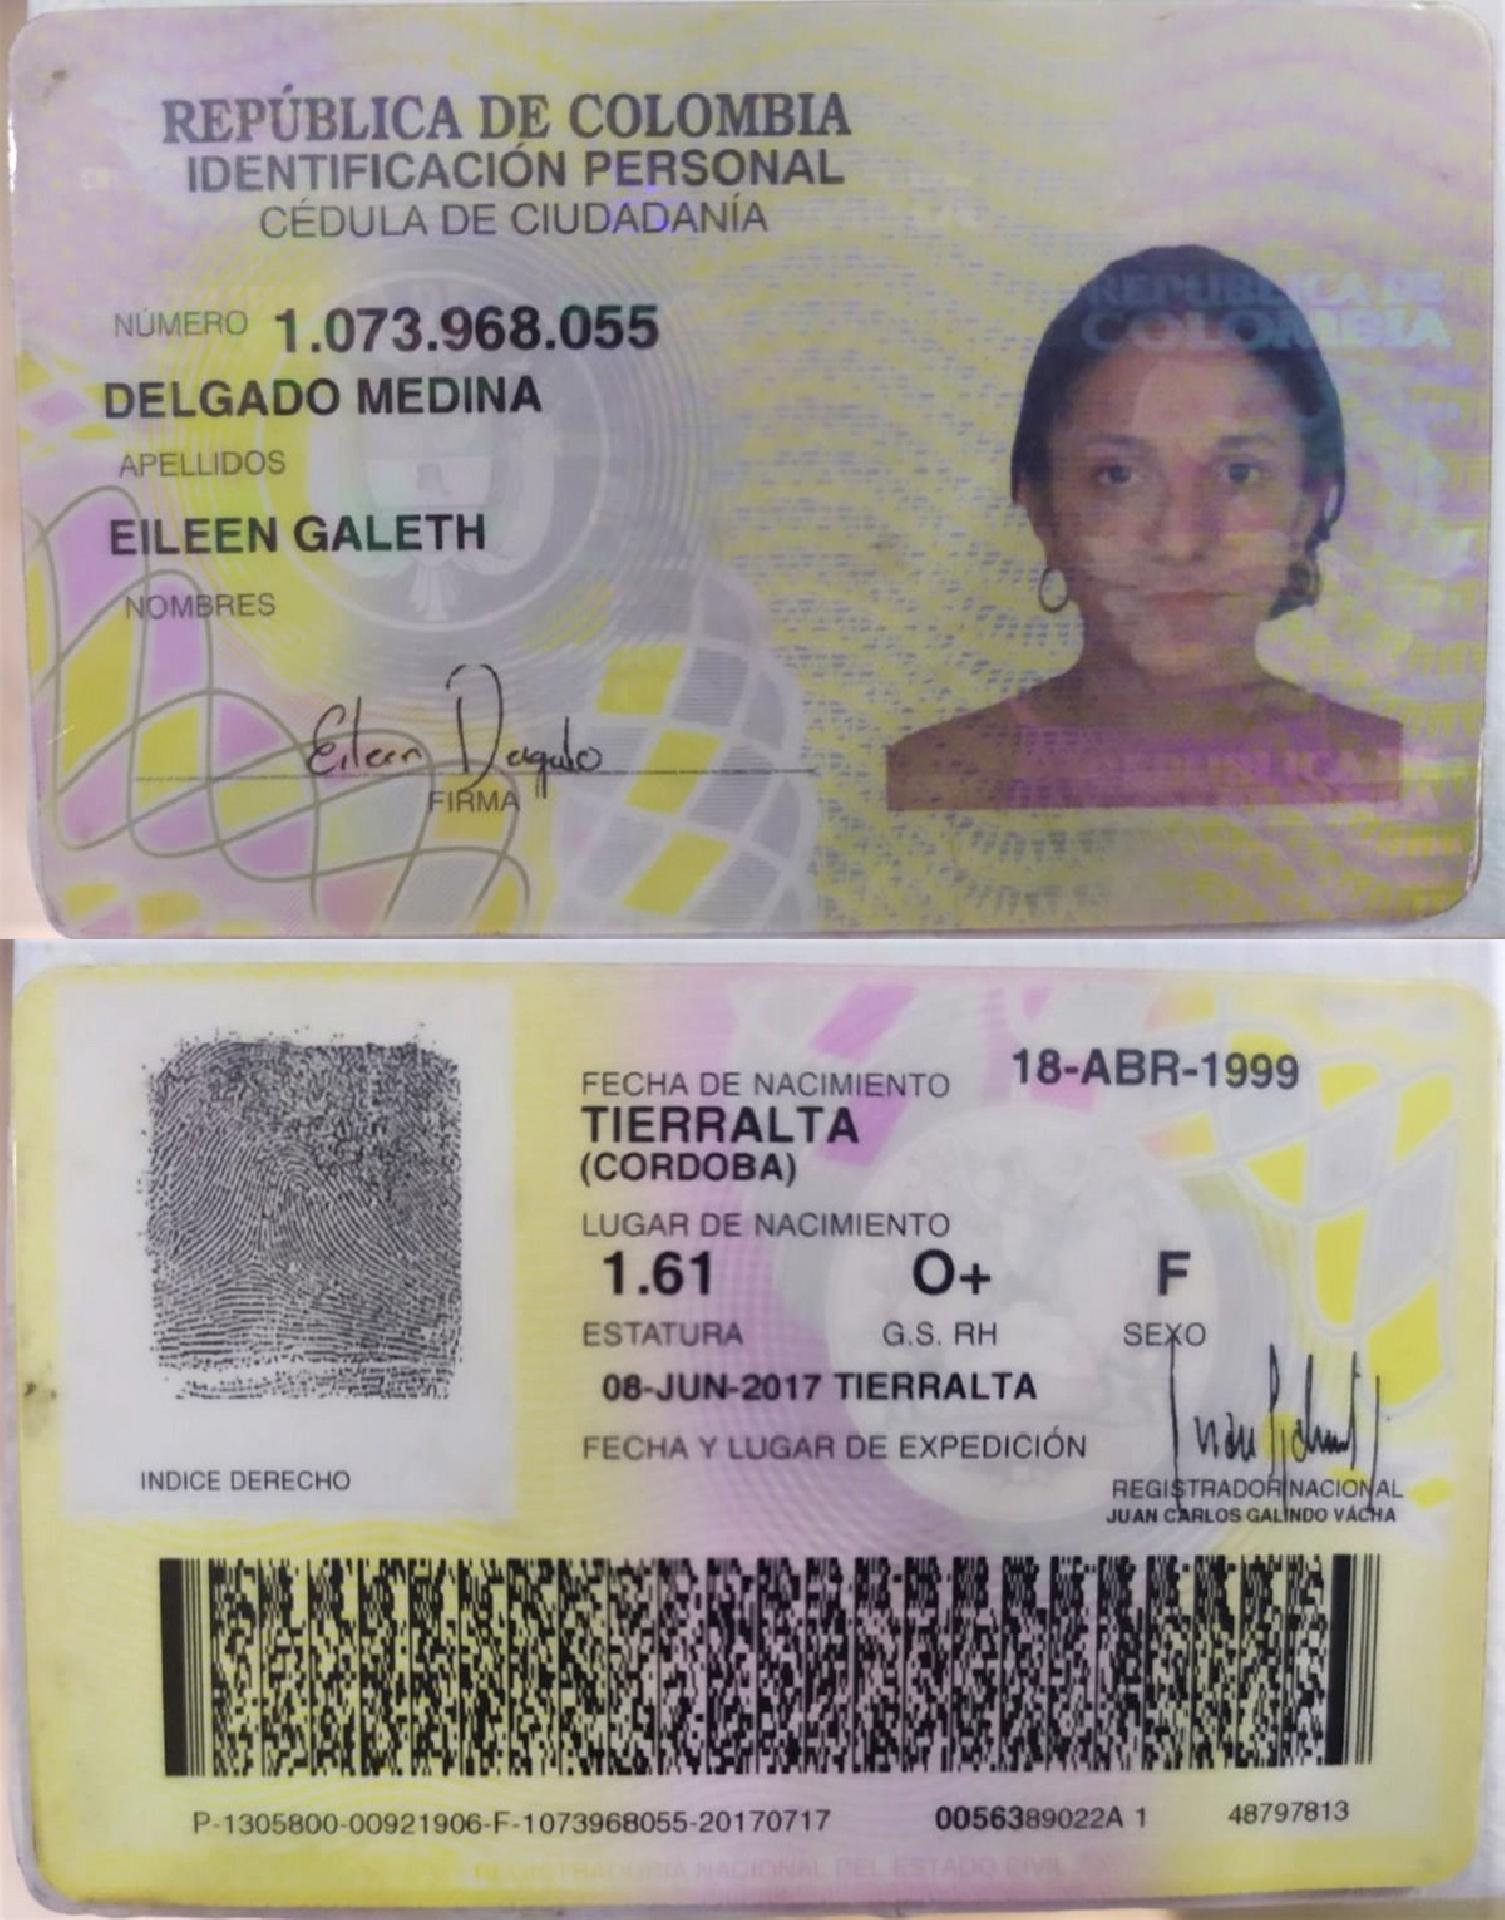 REPÚBLICA DE COLOMBIA
IDENTIFICACIÓN PERSONAL
CÉDULA DE CIUDADANÍA
NÚMERO 1.073.968.055
DELGADO MEDINA
APELLIDOS
EILEEN GALETH
NOMBRES
Eileen Delgado
FIRMA
REPUBLICA DE
COLOMBIA
FECHA DE NACIMIENTO 18-ABR-1999
TIERRALTA
(CORDOBA)
LUGAR DE NACIMIENTO
1.61 O+ F
ESTATURA G.S. RH SEXO
08-JUN-2017 TIERRALTA
FECHA Y LUGAR DE EXPEDICIÓN
INDICE DERECHO
REGISTRADOR NACIONAL
JUAN CARLOS GALINDO VÁCHA
P-1305800-00921906-F-1073968055-20170717 0056389022A 1 48797813
REGISTRADURIA NACIONAL DEL ESTADO CIVIL